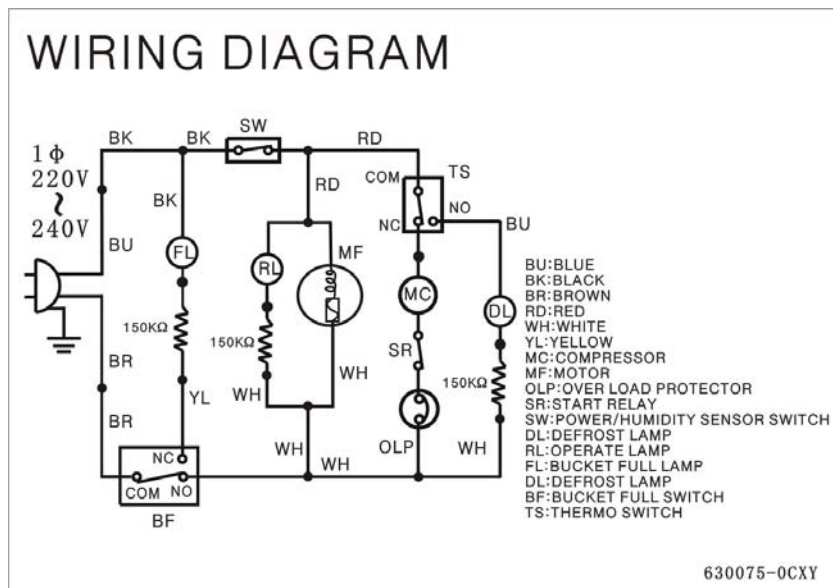 WIRING DIAGRAM
SW
BK
BK
RD
1ϕ
220V
~
240V
COM
TS
BK
RD
NC
NO
BU
BU
FL
RL
MF
MC
DL
150KΩ
150KΩ
SR
150KΩ
BR
YL
WH
WH
BR
WH
OLP
WH
NC
WH
COM
NO
BF
BU:BLUE
BK:BLACK
BR:BROWN
RD:RED
WH:WHITE
YL:YELLOW
MC:COMPRESSOR
MF:MOTOR
OLP:OVER LOAD PROTECTOR
SR:START RELAY
SW:POWER/HUMIDITY SENSOR SWITCH
DL:DEFROST LAMP
RL:OPERATE LAMP
FL:BUCKET FULL LAMP
DL:DEFROST LAMP
BF:BUCKET FULL SWITCH
TS:THERMO SWITCH
630075-0CXY